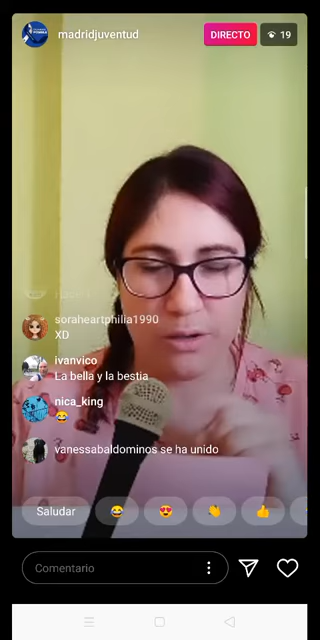 madridjuventud
DIRECTO
19
soraheartphilia1990
XD
ivanvico
La bella y la bestia
nica_king
😂
vanessabaldominos se ha unido
Saludar 😂 😍 👏 👍
Comentario